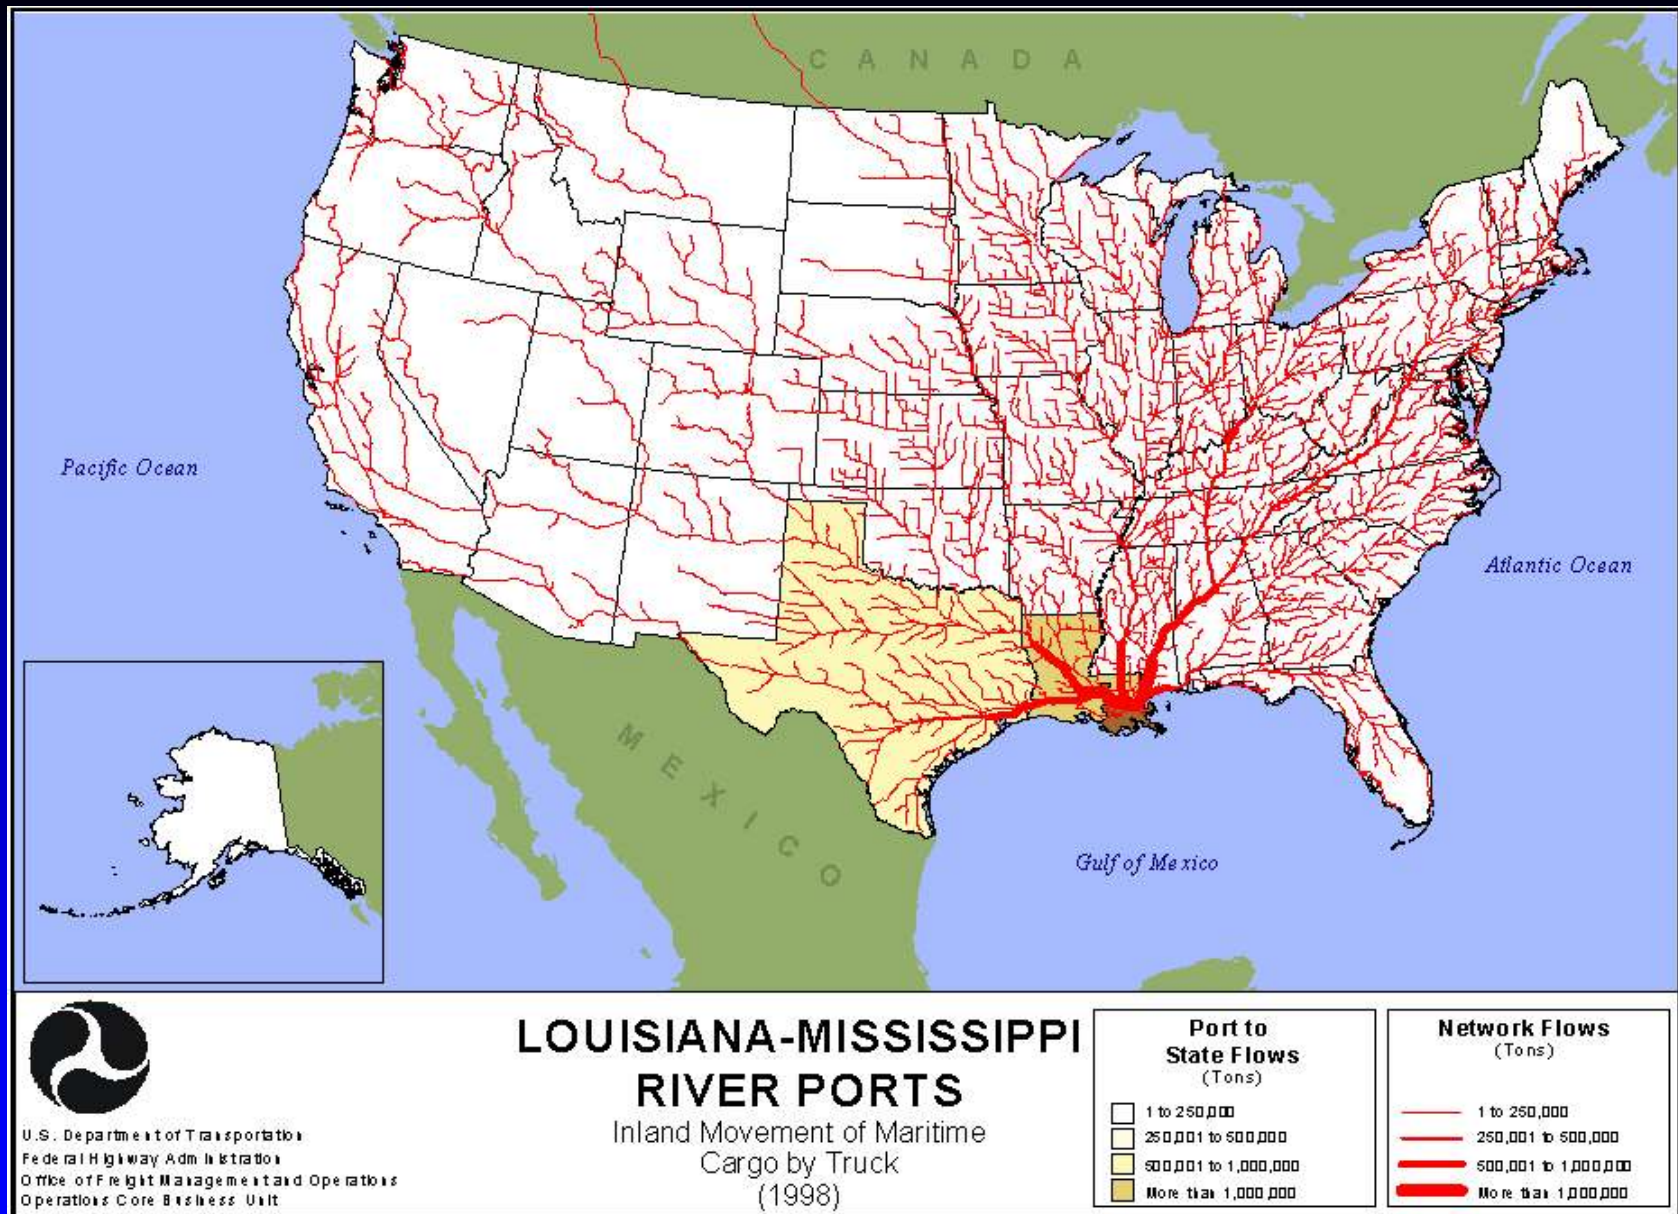 CANADA
Pacific Ocean
Atlantic Ocean
MEXICO
Gulf of Mexico
U.S. Department of Transportation
Federal Highway Administration
Office of Freight Management and Operations
Operations Core Business Unit
LOUISIANA-MISSISSIPPI
RIVER PORTS
Inland Movement of Maritime
Cargo by Truck
(1998)
Port to
State Flows
(Tons)
1 to 250,000
250,001 to 500,000
500,001 to 1,000,000
More than 1,000,000
Network Flows
(Tons)
1 to 250,000
250,001 to 500,000
500,001 to 1,000,000
More than 1,000,000